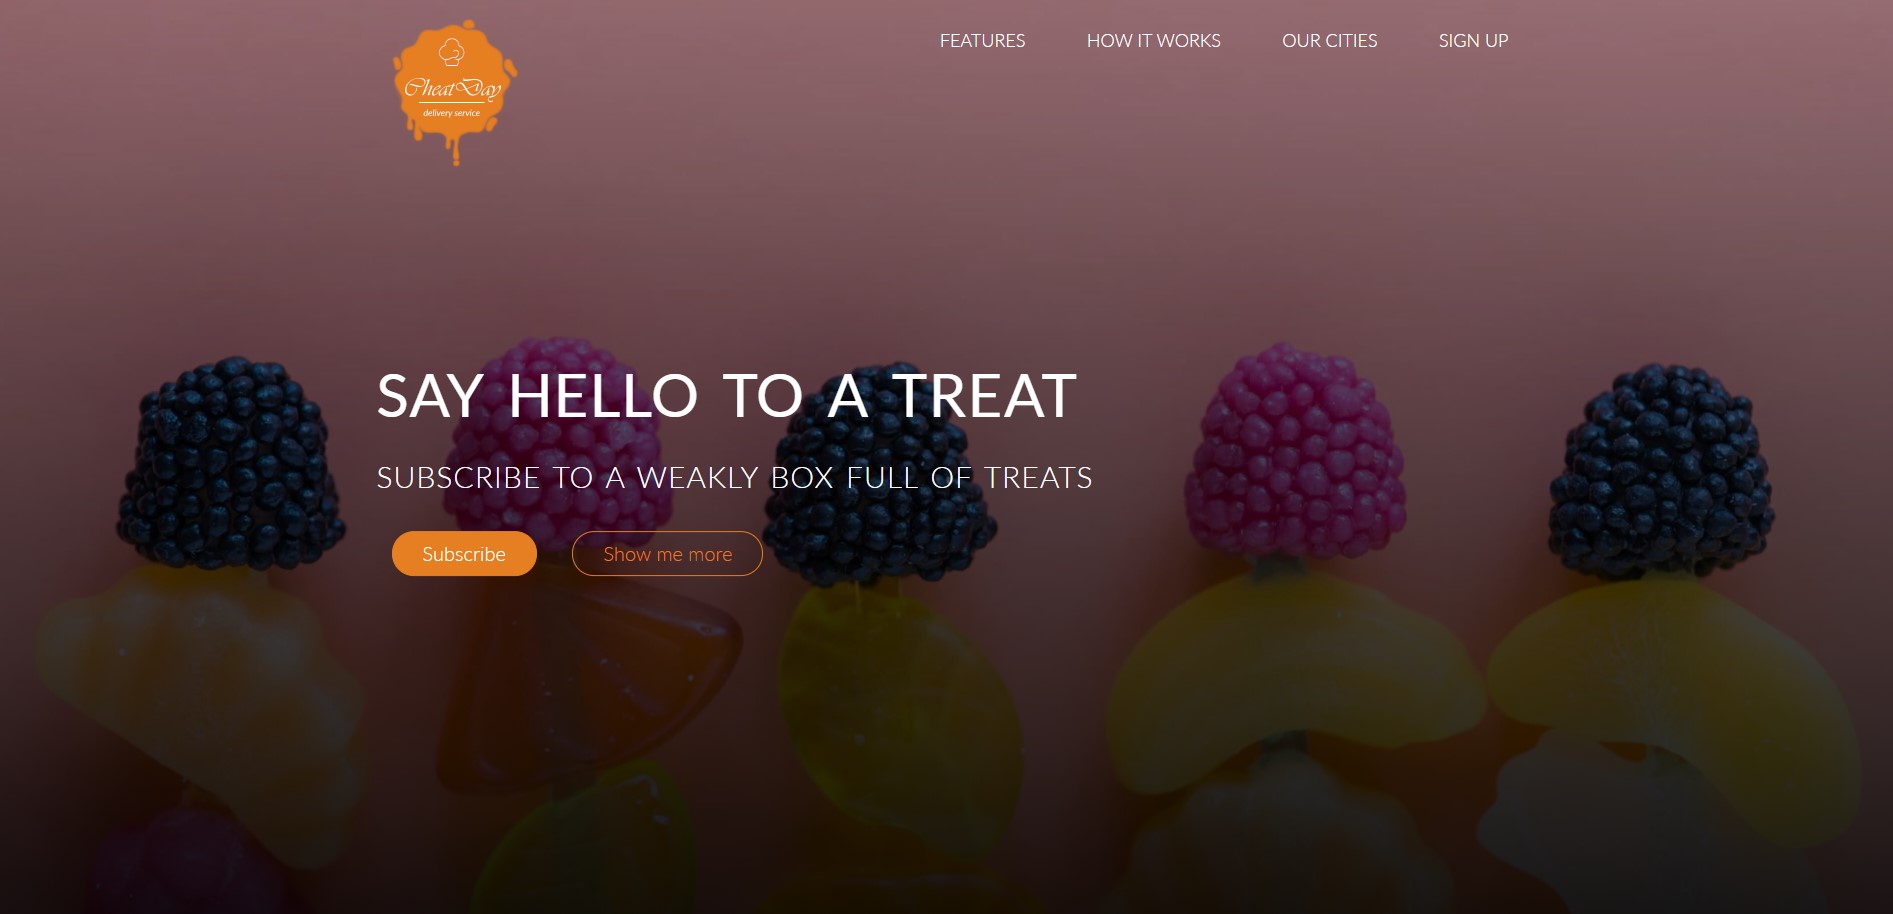 CheatDay
delivery service
FEATURES HOW IT WORKS OUR CITIES SIGN UP
SAY HELLO TO A TREAT
SUBSCRIBE TO A WEAKLY BOX FULL OF TREATS
Subscribe Show me more